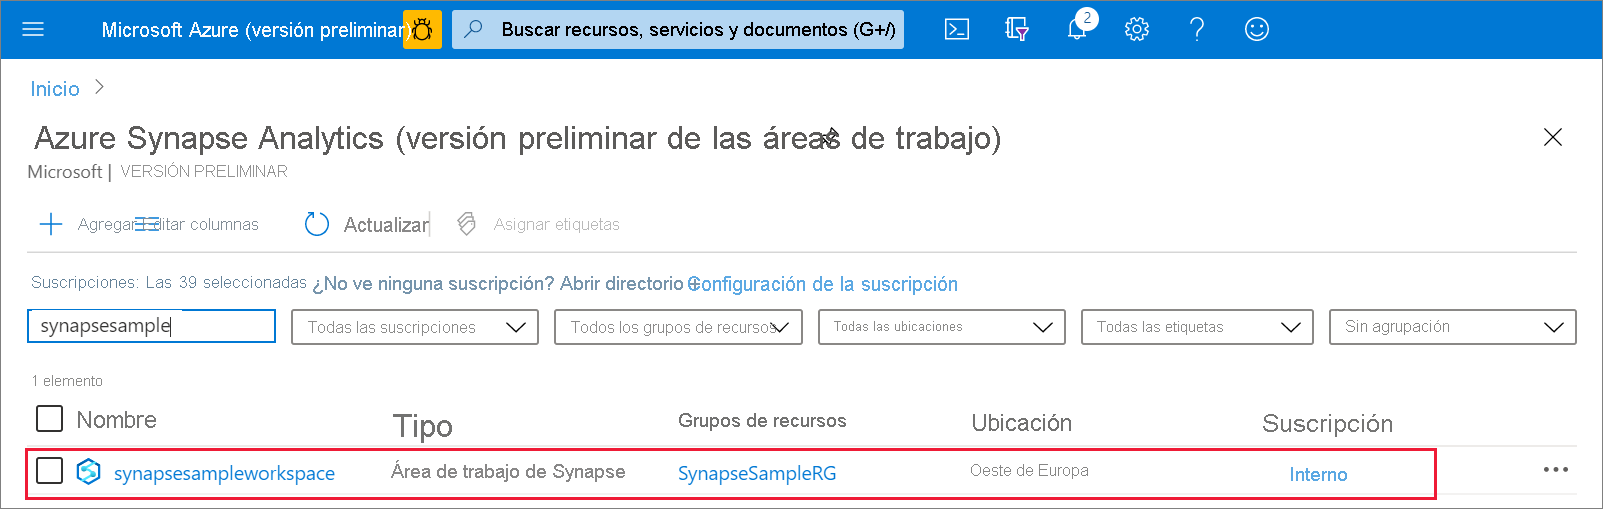 Microsoft Azure (versión preliminar) Buscar recursos, servicios y documentos (G+/) 2
Inicio
Azure Synapse Analytics (versión preliminar de las áreas de trabajo)
Microsoft | VERSIÓN PRELIMINAR
Agregar Editar columnas Actualizar Asignar etiquetas
Suscripciones: Las 39 seleccionadas ¿No ve ninguna suscripción? Abrir directorio + Configuración de la suscripción
synapsesample Todas las suscripciones Todos los grupos de recursos Todas las ubicaciones Todas las etiquetas Sin agrupación
1 elemento
Nombre Tipo Grupos de recursos Ubicación Suscripción
synapsesampleworkspace Área de trabajo de Synapse SynapseSampleRG Oeste de Europa Interno